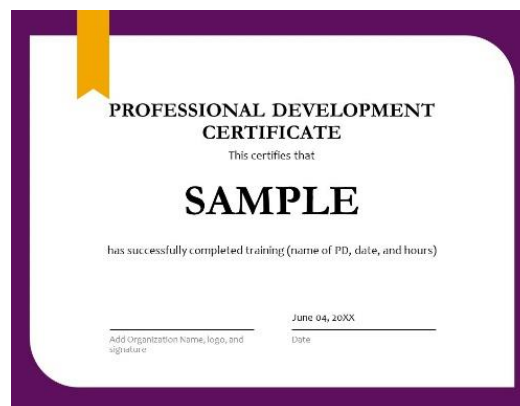 PROFESSIONAL DEVELOPMENT
CERTIFICATE
This certifies that
SAMPLE
has successfully completed training (name of PD, date, and hours)
June 04, 20XX
Add Organization Name, logo, and
signature
Date